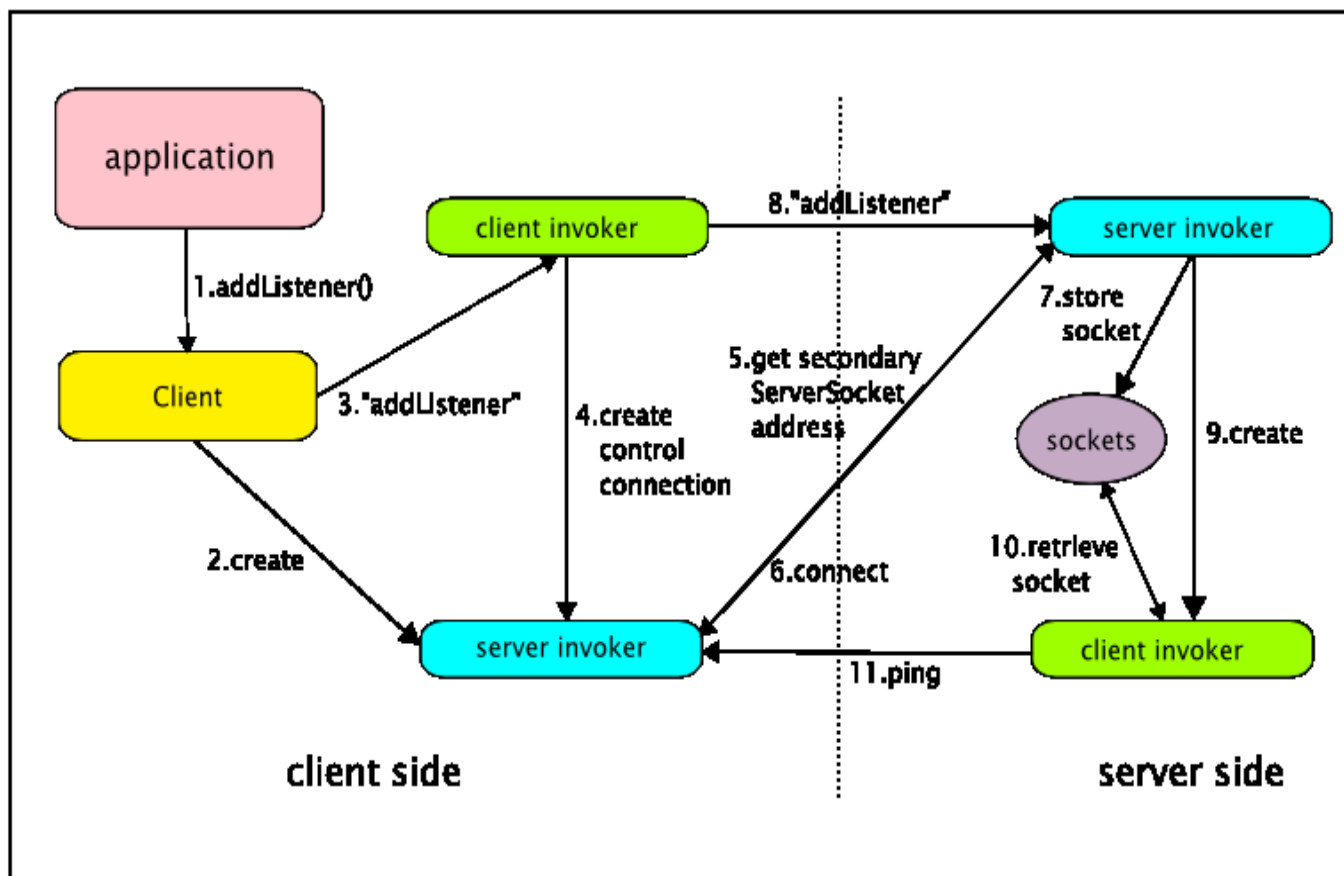 application
1.addListener()
Client
3."addListener"
2.create
client invoker
4.create
control
connection
server invoker
8."addListener"
5.get secondary
ServerSocket
address
6.connect
server invoker
7.store
socket
sockets
9.create
10.retrieve
socket
client invoker
11.ping
client side
server side